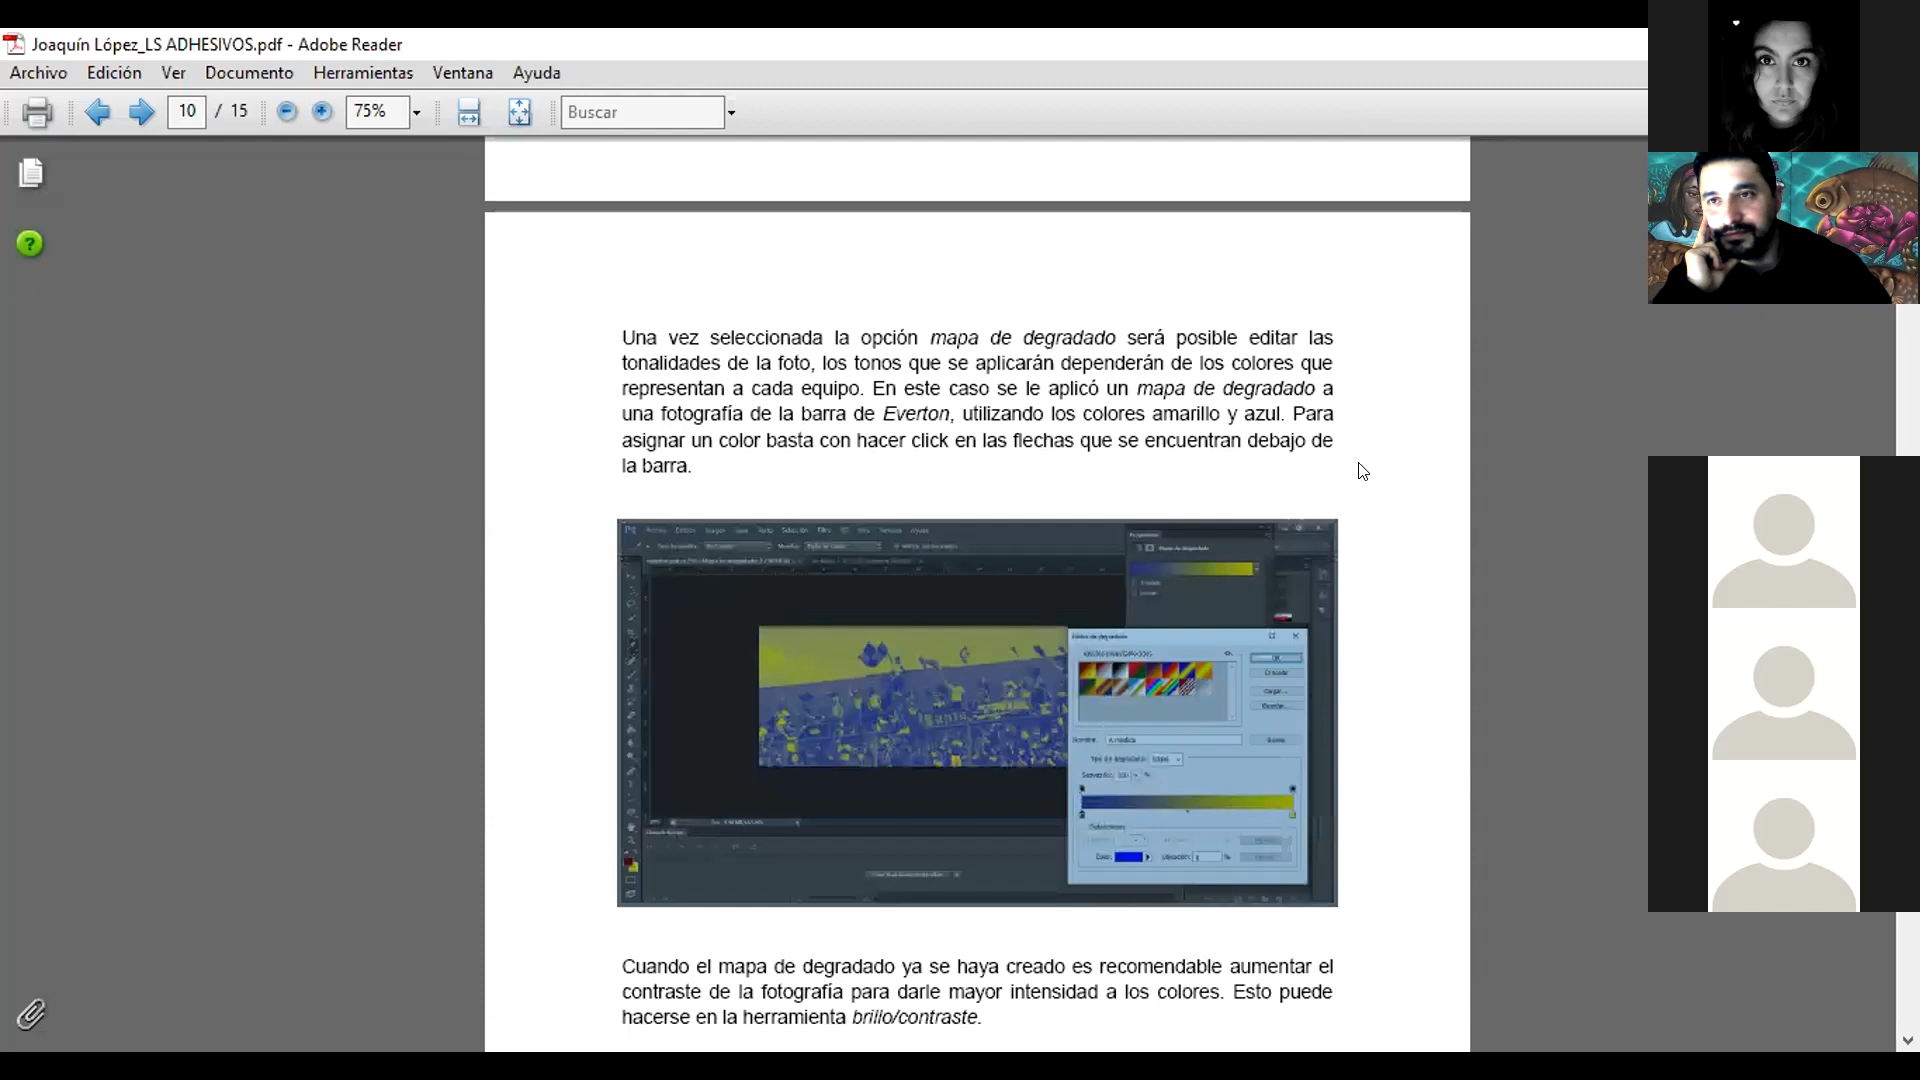 Joaquín López_LS ADHESIVOS.pdf - Adobe Reader
Archivo Edición Ver Documento Herramientas Ventana Ayuda
10 / 15 75% Buscar
Una vez seleccionada la opción mapa de degradado será posible editar las
tonalidades de la foto, los tonos que se aplicarán dependerán de los colores que
representan a cada equipo. En este caso se le aplicó un mapa de degradado a
una fotografía de la barra de Everton, utilizando los colores amarillo y azul. Para
asignar un color basta con hacer click en las flechas que se encuentran debajo de
la barra.
Cuando el mapa de degradado ya se haya creado es recomendable aumentar el
contraste de la fotografía para darle mayor intensidad a los colores. Esto puede
hacerse en la herramienta brillo/contraste.